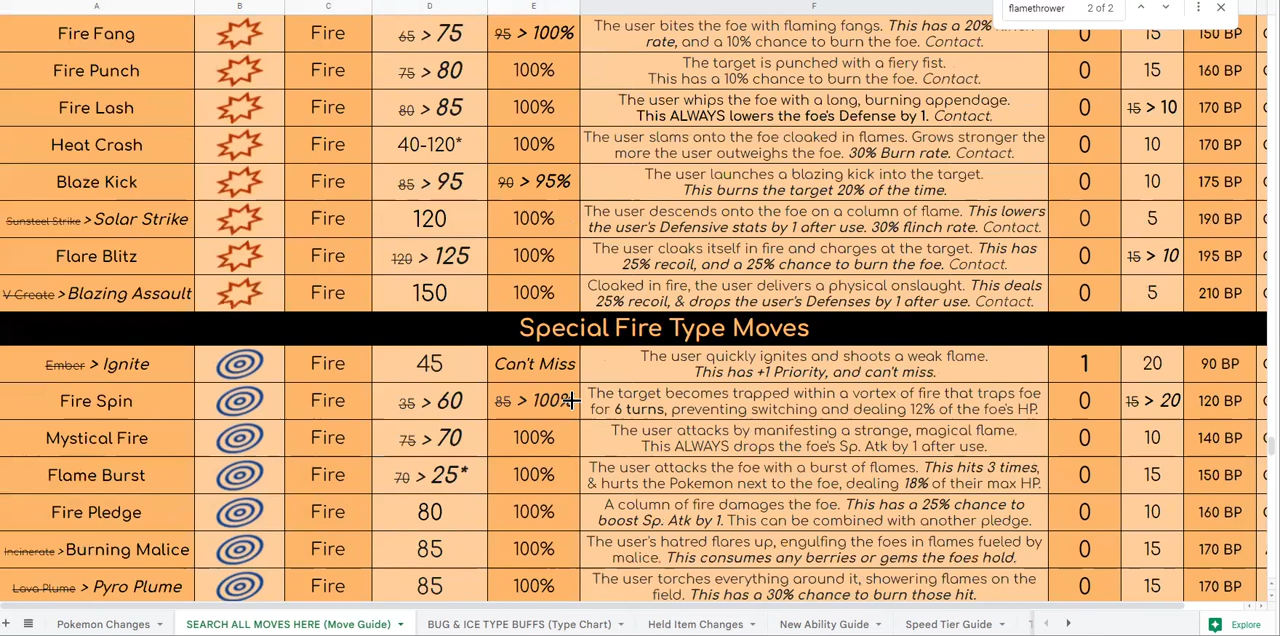 flamethrower 2 of 2
A B C D E F
Fire Fang Fire 65 > 75 95 > 100% The user bites the foe with flaming fangs. This has a 20%
rate, and a 10% chance to burn the foe. Contact. 0 15 150 BP
Fire Punch Fire 75 > 80 100% The target is punched with a fiery fist.
This has a 10% chance to burn the foe. Contact. 0 15 160 BP
Fire Lash Fire 80 > 85 100% The user whips the foe with a long, burning appendage.
This ALWAYS lowers the foe's Defense by 1. Contact. 0 15 > 10 170 BP
Heat Crash Fire 40-120* 100% The user slams onto the foe cloaked in flames. Grows stronger the
more the user outweighs the foe. 30% Burn rate. Contact. 0 10 170 BP
Blaze Kick Fire 85 > 95 90 > 95% The user launches a blazing kick into the target.
This burns the target 20% of the time. 0 10 175 BP
Sunsteel Strike > Solar Strike Fire 120 100% The user descends onto the foe on a column of flame. This lowers
the user's Defensive stats by 1 after use. 30% flinch rate. Contact. 0 5 190 BP
Flare Blitz Fire 120 > 125 100% The user cloaks itself in fire and charges at the target. This has
25% recoil, and a 25% chance to burn the foe. Contact. 0 15 > 10 195 BP
V-Create > Blazing Assault Fire 150 100% Cloaked in fire, the user delivers a physical onslaught. This deals
25% recoil, & drops the user's Defenses by 1 after use. Contact. 0 5 210 BP
Special Fire Type Moves
Ember > Ignite Fire 45 Can't Miss The user quickly ignites and shoots a weak flame.
This has +1 Priority, and can't miss. 1 20 90 BP
Fire Spin Fire 35 > 60 85 > 100% The target becomes trapped within a vortex of fire that traps foe
for 6 turns, preventing switching and dealing 12% of the foe's HP. 0 15 > 20 120 BP
Mystical Fire Fire 75 > 70 100% The user attacks by manifesting a strange, magical flame.
This ALWAYS drops the foe's Sp. Atk by 1 after use. 0 10 140 BP
Flame Burst Fire 70 > 25* 100% The user attacks the foe with a burst of flames. This hits 3 times,
& hurts the Pokemon next to the foe, dealing 18% of their max HP. 0 15 150 BP
Fire Pledge Fire 80 100% A column of fire damages the foe. This has a 25% chance to
boost Sp. Atk by 1. This can be combined with another pledge. 0 10 160 BP
Incinerate > Burning Malice Fire 85 100% The user's hatred flares up, engulfing the foes in flames fueled by
malice. This consumes any berries or gems the foes hold. 0 15 170 BP
Lava Plume > Pyro Plume Fire 85 100% The user torches everything around it, showering flames on the
field. This has a 30% chance to burn those hit. 0 15 170 BP
Pokemon Changes SEARCH ALL MOVES HERE (Move Guide) BUG & ICE TYPE BUFFS (Type Chart) Held Item Changes New Ability Guide Speed Tier Guide Explore